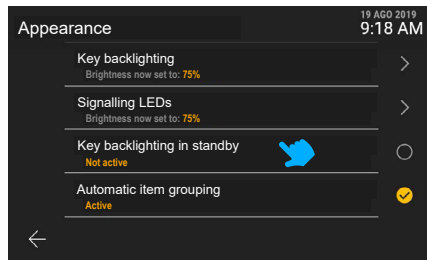 19 AGO 2019
Appearance
9:18 AM
Key backlighting
Brightness now set to: 75%
Signalling LEDs
Brightness now set to: 75%
Key backlighting in standby
Not active
Automatic item grouping
Active